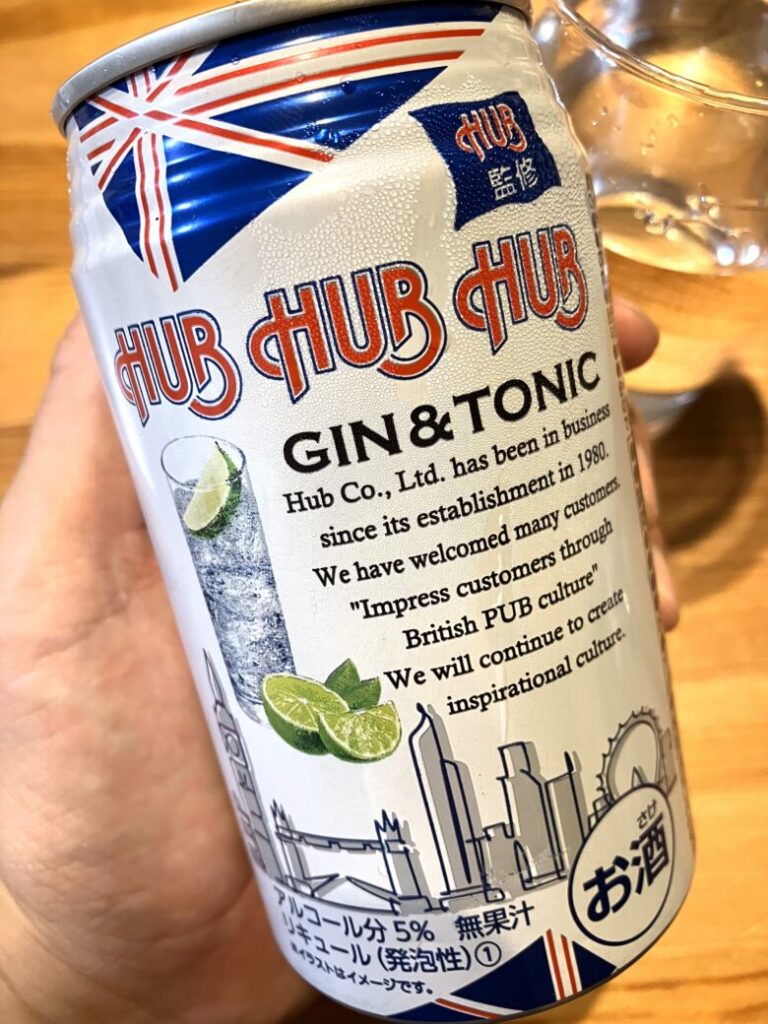 HUB
監修
HUB HUB HUB
GIN&TONIC
Hub Co., Ltd. has been in business
since its establishment in 1980.
We have welcomed many customers.
"Impress customers through
British PUB culture"
We will continue to create
inspirational culture.
さけ
お酒
アルコール分5% 無果汁
リキュール(発泡性)①
※イラストはイメージです。